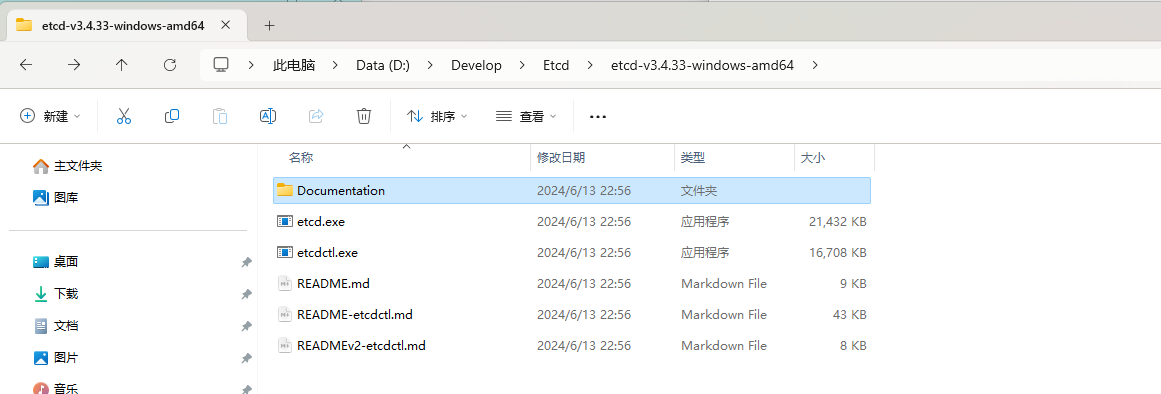 etcd-v3.4.33-windows-amd64
此电脑 Data (D:) Develop Etcd etcd-v3.4.33-windows-amd64
新建 排序 查看
主文件夹
图库
桌面
下载
文档
图片
音乐
名称 修改日期 类型 大小
Documentation 2024/6/13 22:56 文件夹
etcd.exe 2024/6/13 22:56 应用程序 21,432 KB
etcdctl.exe 2024/6/13 22:56 应用程序 16,708 KB
README.md 2024/6/13 22:56 Markdown File 9 KB
README-etcdctl.md 2024/6/13 22:56 Markdown File 43 KB
READMEv2-etcdctl.md 2024/6/13 22:56 Markdown File 8 KB